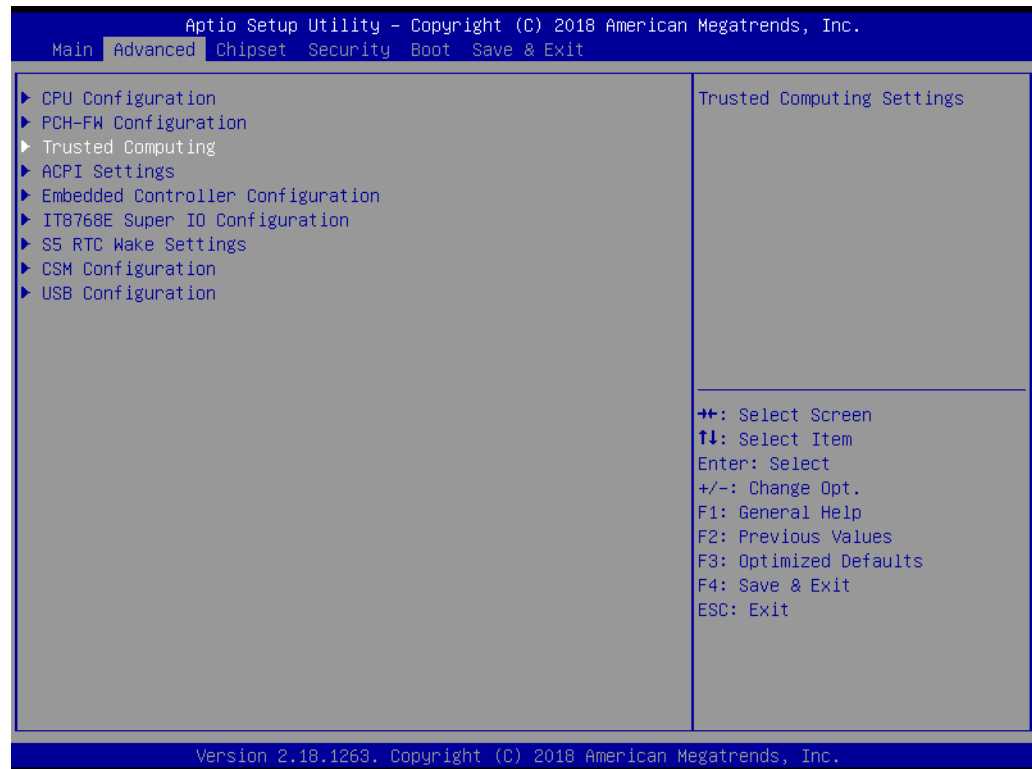 Aptio Setup Utility – Copyright (C) 2018 American Megatrends, Inc.
Main Advanced Chipset Security Boot Save & Exit
▶ CPU Configuration
▶ PCH-FW Configuration
▶ Trusted Computing
▶ ACPI Settings
▶ Embedded Controller Configuration
▶ IT8768E Super IO Configuration
▶ S5 RTC Wake Settings
▶ CSM Configuration
▶ USB Configuration
Trusted Computing Settings
→←: Select Screen
↑↓: Select Item
Enter: Select
+/-: Change Opt.
F1: General Help
F2: Previous Values
F3: Optimized Defaults
F4: Save & Exit
ESC: Exit
Version 2.18.1263. Copyright (C) 2018 American Megatrends, Inc.